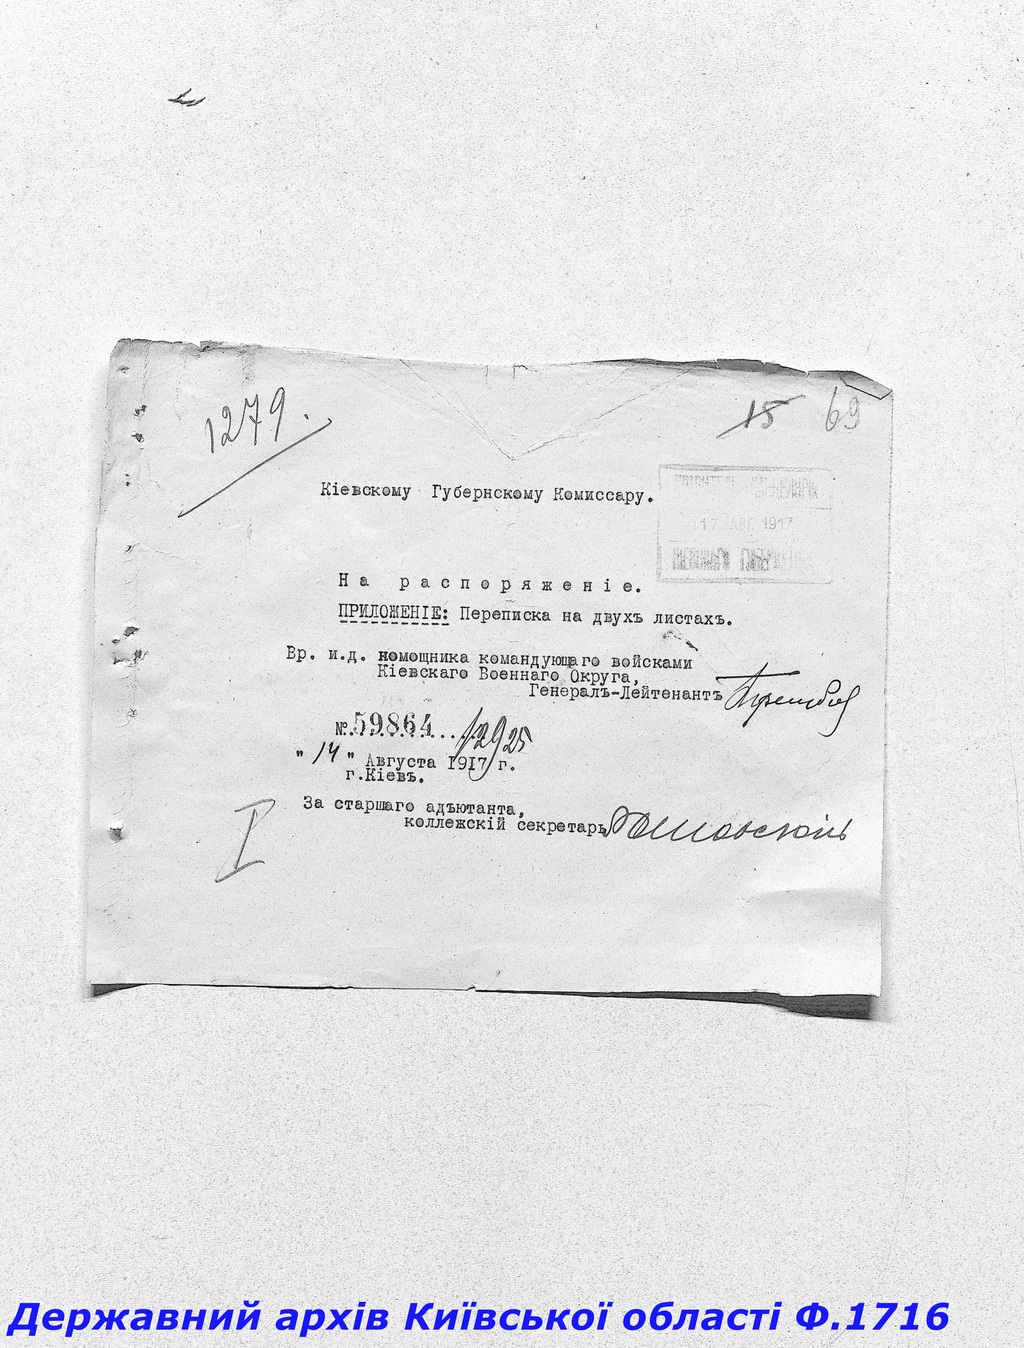 1279.
15 69
Кіевскому Губернскому Комиссару.
17 АВГ 1917
На распоряженіе.
ПРИЛОЖЕНІЕ: Переписка на двухъ листахъ.
Вр. и.д. помощника командующаго войсками
Кіевскаго Военнаго Округа,
Генералъ-Лейтенантъ
№.59864.../2925
"14" Августа 1917 г.
г.Кіевъ.
I
За старшаго адъютанта,
коллежскій секретарь
Державний архів Київської області Ф.1716